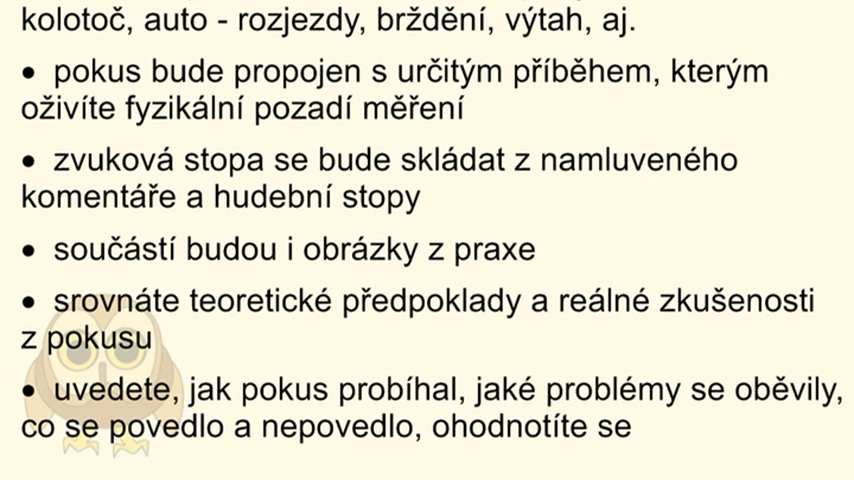 kolotoč, auto - rozjezdy, brždění, výtah, aj.
• pokus bude propojen s určitým příběhem, kterým
oživíte fyzikální pozadí měření
• zvuková stopa se bude skládat z namluveného
komentáře a hudební stopy
• součástí budou i obrázky z praxe
• srovnáte teoretické předpoklady a reálné zkušenosti
z pokusu
• uvedete, jak pokus probíhal, jaké problémy se oběvily,
co se povedlo a nepovedlo, ohodnotíte se